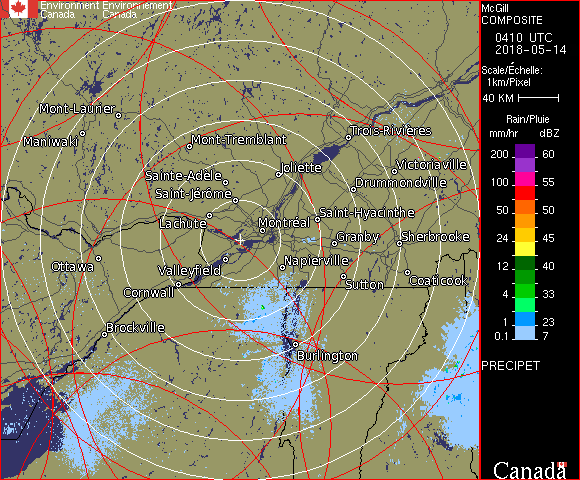 Environment Environnement
Canada Canada
McGill
COMPOSITE
0410 UTC
2018-05-14
Scale/Échelle:
1km/Pixel
40 KM
Rain/Pluie
mm/hr dBZ
200 60
155 57
100 55
50 50
24 45
12 40
4 33
1 23
0.1 7
PRECIPET
Canada
Mont-Laurier
Maniwaki
Mont-Tremblant
Trois-Rivières
Joliette
Victoriaville
Sainte-Adèle
Drummondville
Saint-Jérôme
Saint-Hyacinthe
Lachute
Montréal
Granby
Sherbrooke
Ottawa
Valleyfield
Napierville
Cornwall
Sutton
Coaticook
Brockville
Burlington